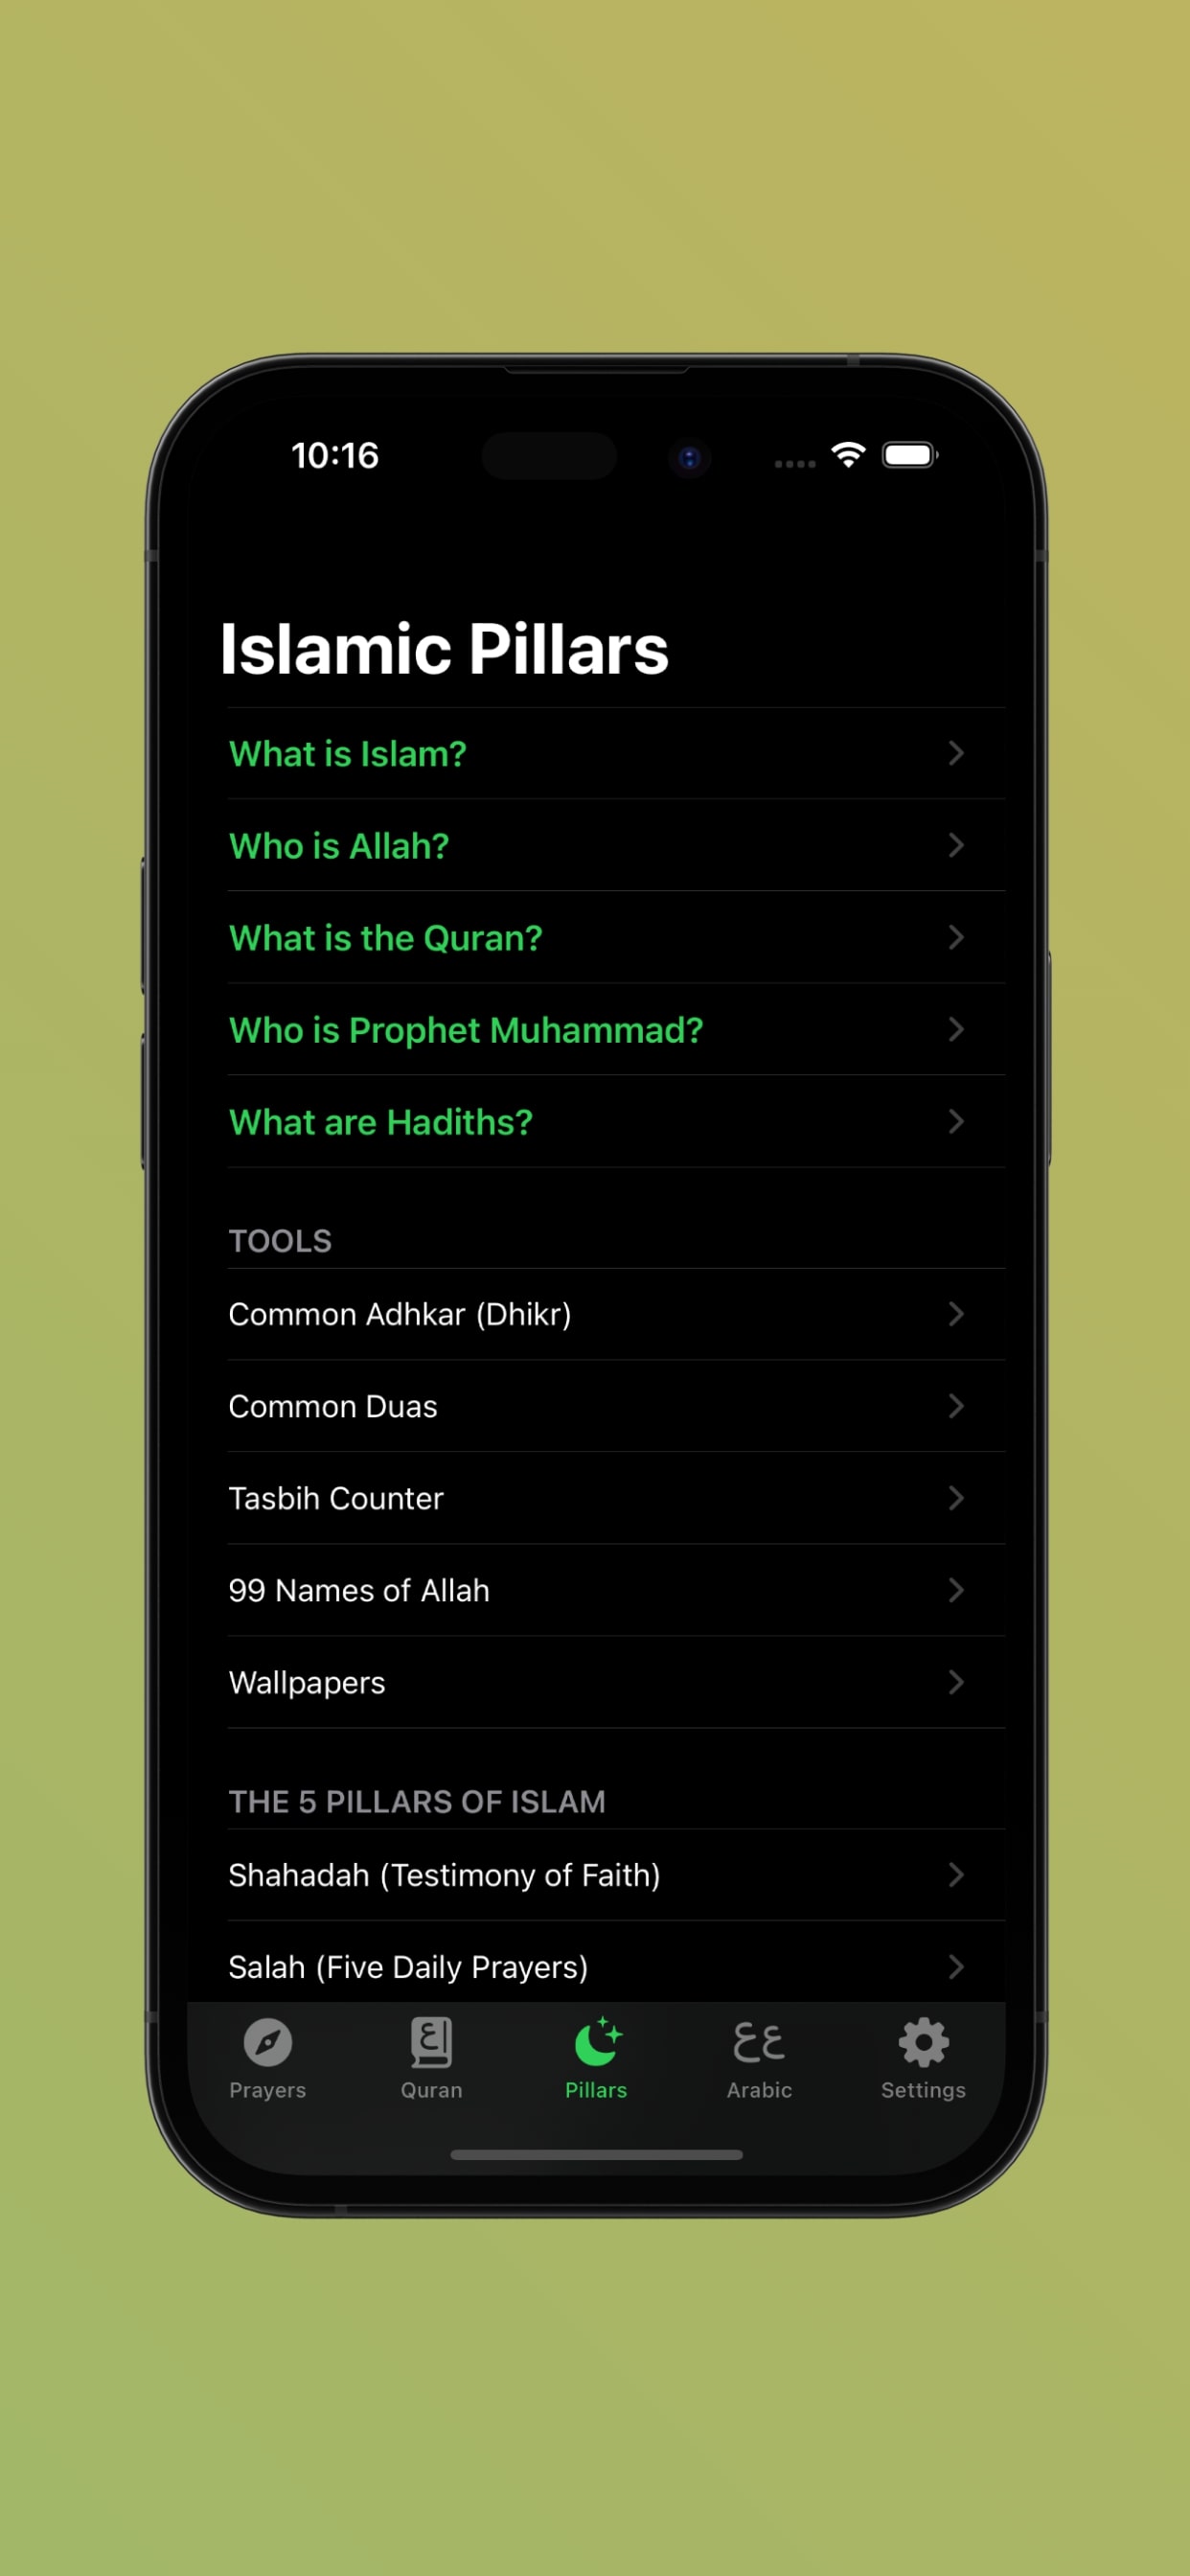 10:16
Islamic Pillars
What is Islam?
Who is Allah?
What is the Quran?
Who is Prophet Muhammad?
What are Hadiths?
TOOLS
Common Adhkar (Dhikr)
Common Duas
Tasbih Counter
99 Names of Allah
Wallpapers
THE 5 PILLARS OF ISLAM
Shahadah (Testimony of Faith)
Salah (Five Daily Prayers)
ع ع ع
Prayers Quran Pillars Arabic Settings